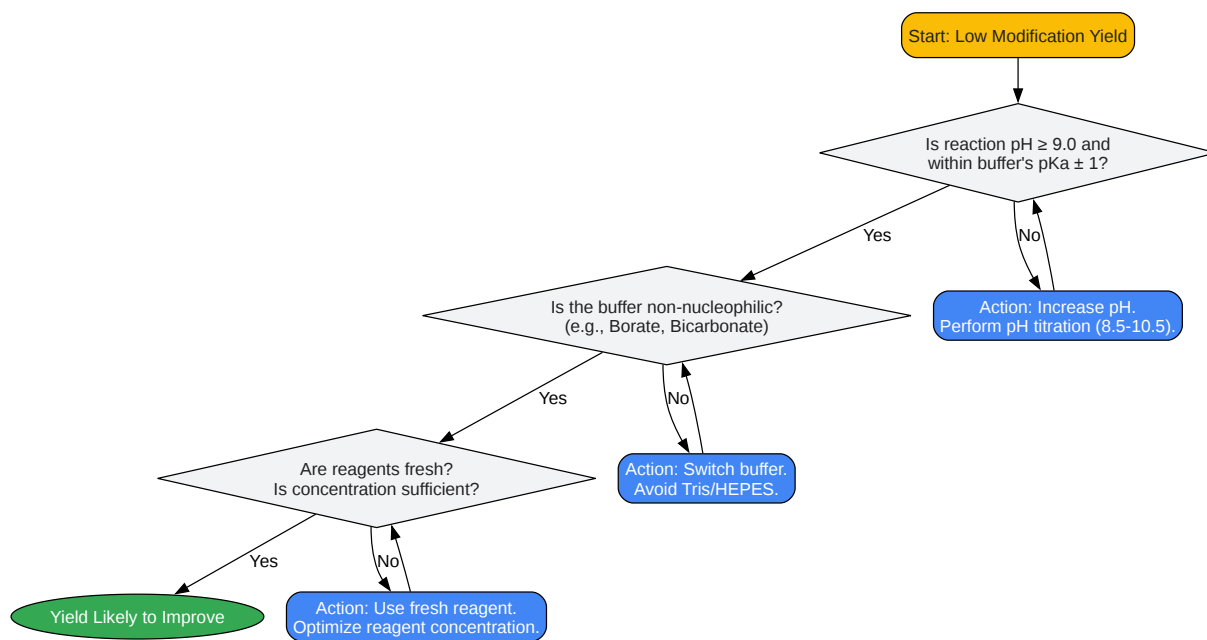 Start: Low Modification Yield
Is reaction pH ≥ 9.0 and
within buffer's pKa ± 1?
Yes
No
Action: Increase pH.
Perform pH titration (8.5-10.5).
Is the buffer non-nucleophilic?
(e.g., Borate, Bicarbonate)
Yes
No
Action: Switch buffer.
Avoid Tris/HEPES.
Are reagents fresh?
Is concentration sufficient?
Yes
No
Action: Use fresh reagent.
Optimize reagent concentration.
Yield Likely to Improve